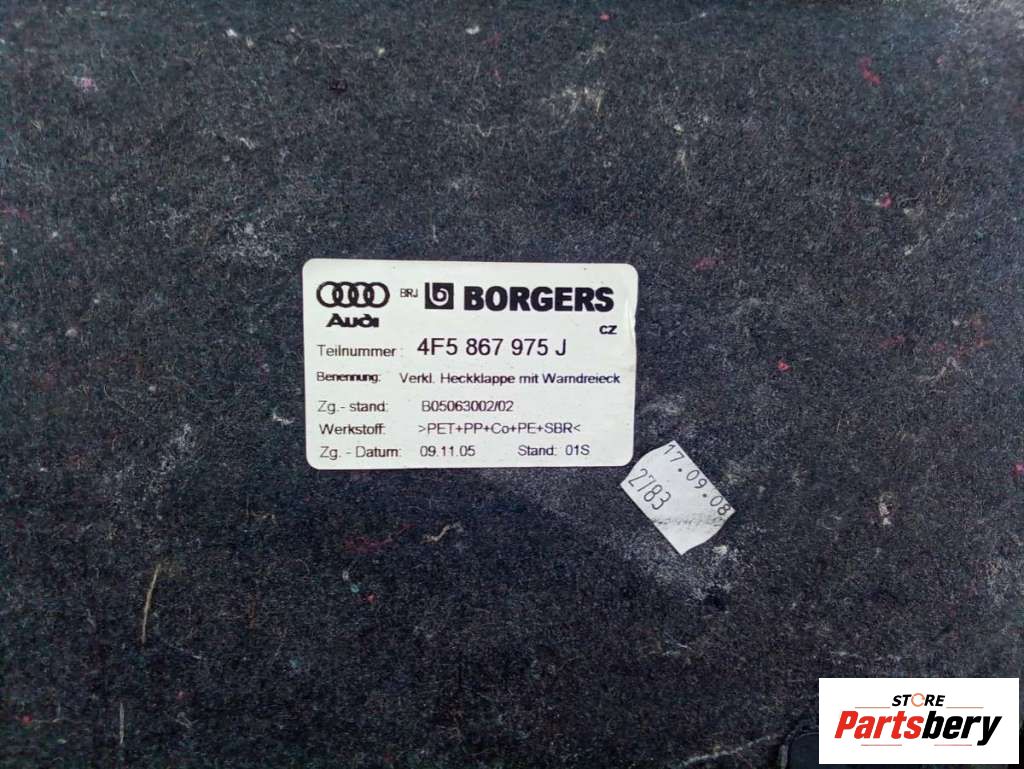 BRJ BORGERS
Audi
CZ
Teilnummer: 4F5 867 975 J
Benennung: Verkl. Heckklappe mit Warndreieck
Zg.- stand: B05063002/02
Werkstoff: >PET+PP+Co+PE+SBR<
Zg. - Datum: 09.11.05 Stand: 01S
17.09.08
2783
STORE
Partsbery